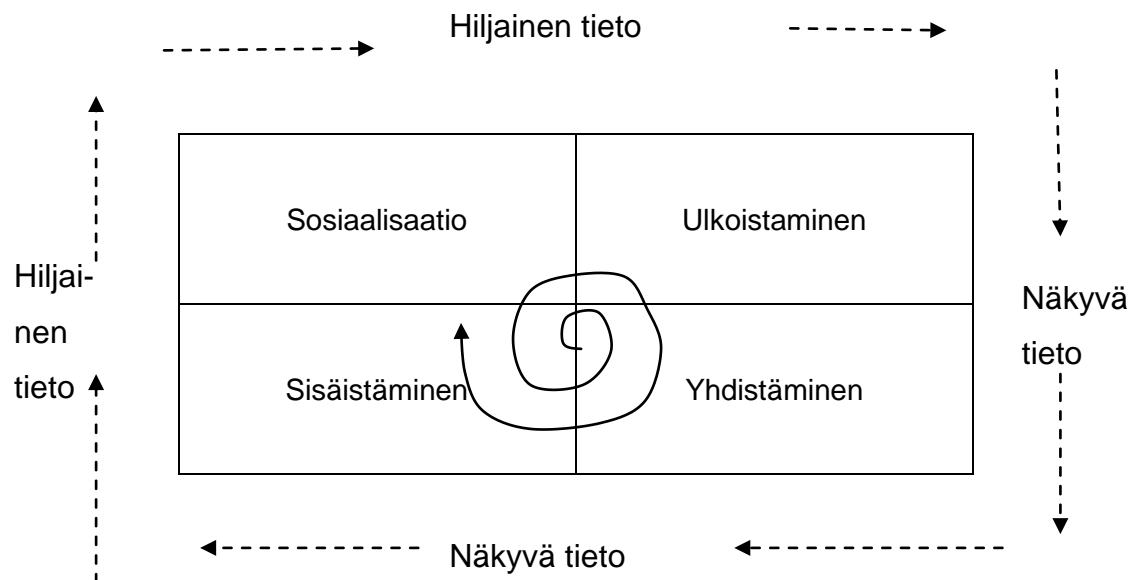 Hiljainen tieto
Sosiaalisaatio
Ulkoistaminen
Hiljai-
nen
tieto
Näkyvä
tieto
Sisäistäminen
Yhdistäminen
Näkyvä tieto